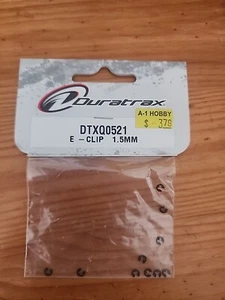 Duratrax
A-1 HOBBY
$ 3.79
DTXQ0521
E - CLIP 1.5MM